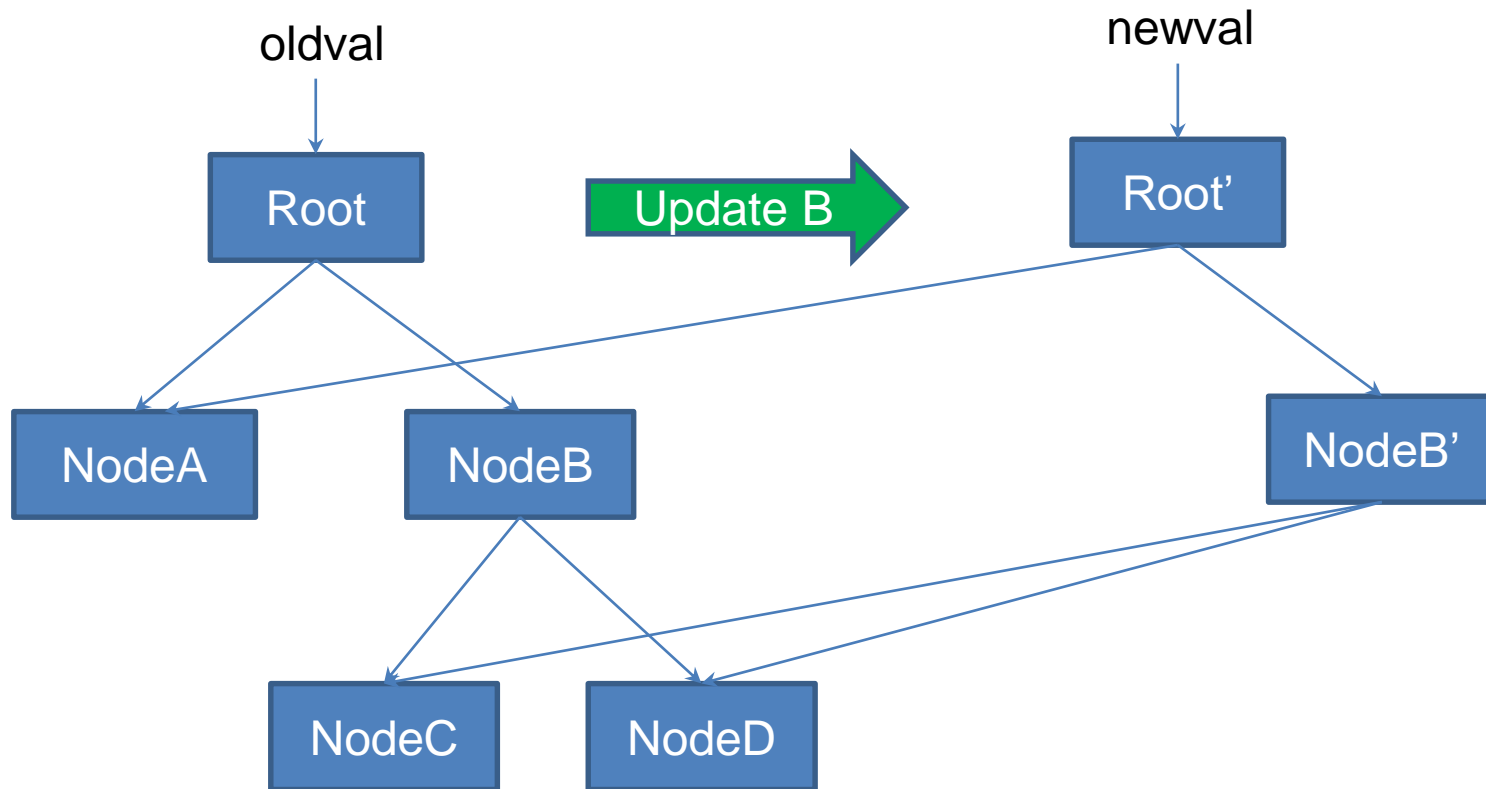 oldval
newval
Root
Update B
Root’
NodeA
NodeB
NodeB’
NodeC
NodeD